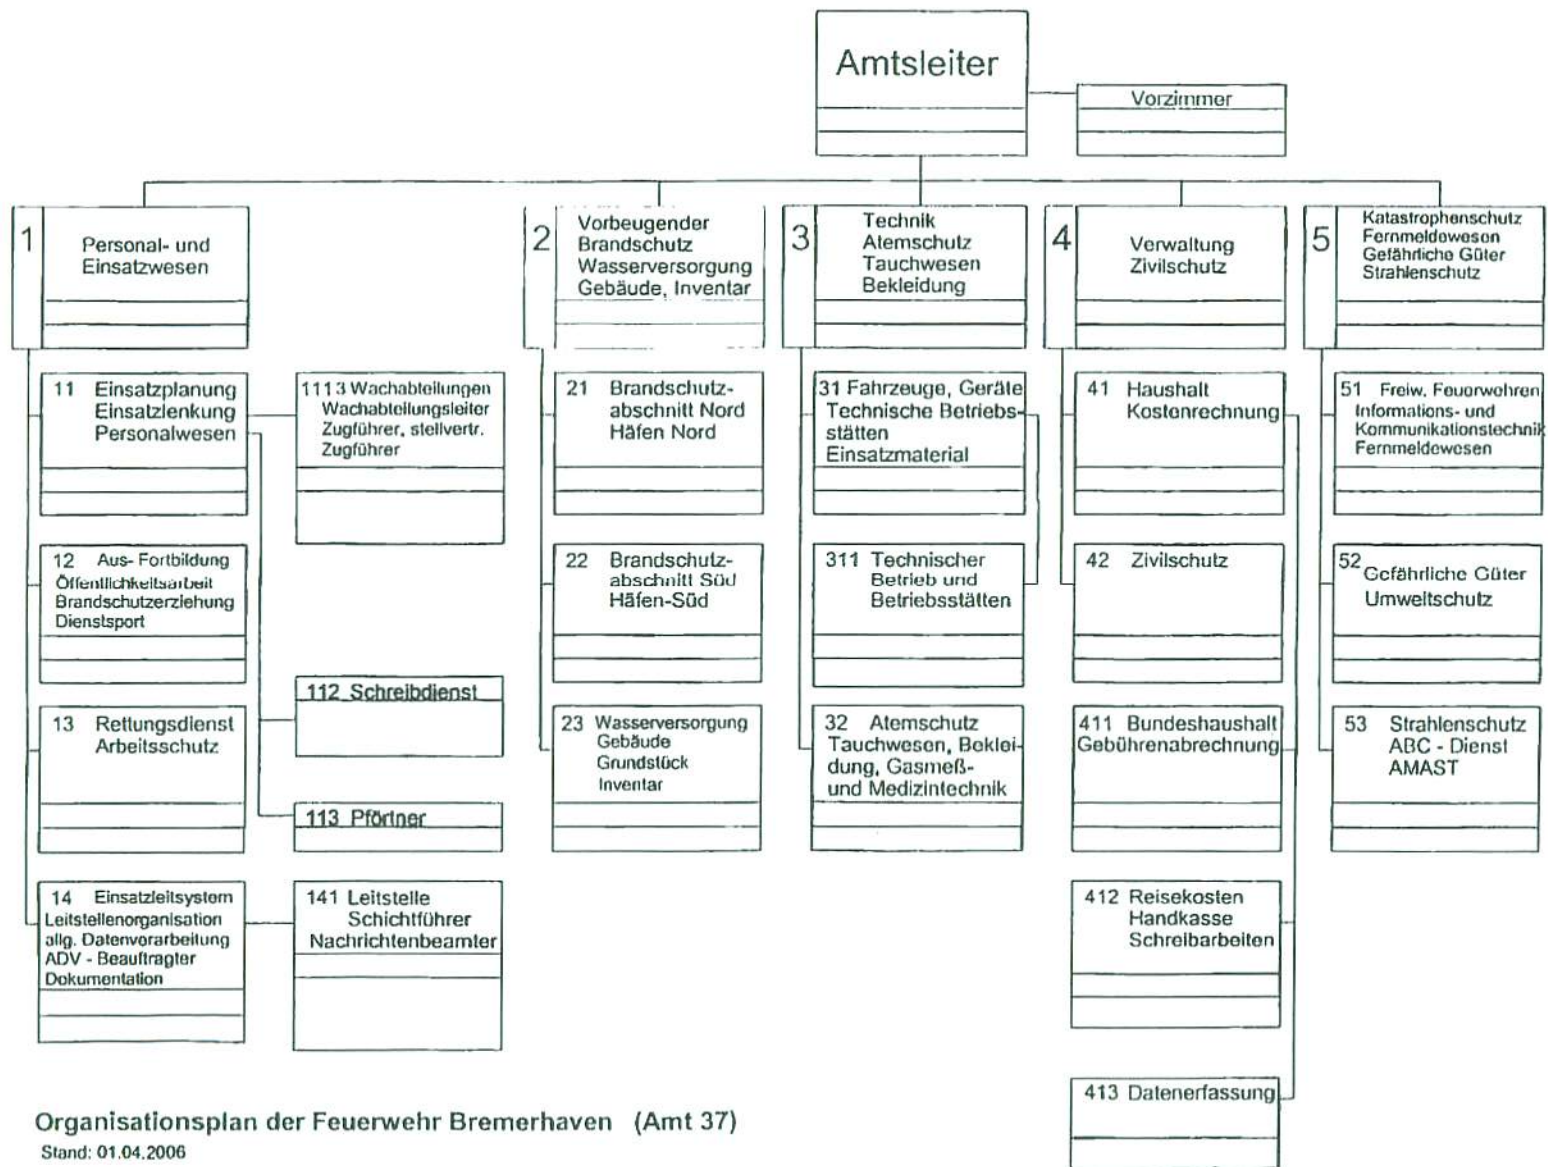 Amtsleiter
Vorzimmer
1
Personal- und
Einsatzwesen
2
Vorbeugender
Brandschutz
Wasserversorgung
Gebäude, Inventar
3
Technik
Atemschutz
Tauchwesen
Bekleidung
4
Verwaltung
Zivilschutz
5
Katastrophenschutz
Fernmeldewesen
Gefährliche Güter
Strahlenschutz
11 Einsatzplanung
Einsatzlenkung
Personalwesen
111 3 Wachabteilungen
Wachabteilungsleiter
Zugführer, stellvertr.
Zugführer
12 Aus- Fortbildung
Öffentlichkeitsarbeit
Brandschutzerziehung
Dienstsport
112 Schreibdienst
13 Rettungsdienst
Arbeitsschutz
113 Pförtner
14 Einsatzleitsystem
Leitstellenorganisation
allg. Datenverarbeitung
ADV - Beauftragter
Dokumentation
141 Leitstelle
Schichtführer
Nachrichtenbeamter
21 Brandschutz-
abschnitt Nord
Häfen Nord
22 Brandschutz-
abschnitt Süd
Häfen-Süd
23 Wasserversorgung
Gebäude
Grundstück
Inventar
31 Fahrzeuge, Geräte
Technische Betriebs-
stätten
Einsatzmaterial
311 Technischer
Betrieb und
Betriebsstätten
32 Atemschutz
Tauchwesen, Beklei-
dung, Gasmeß-
und Medizintechnik
41 Haushalt
Kostenrechnung
42 Zivilschutz
411 Bundeshaushalt
Gebührenabrechnung
412 Reisekosten
Handkasse
Schreibarbeiten
413 Datenerfassung
51 Freiw. Feuerwehren
Informations- und
Kommunikationstechnik
Fernmeldewesen
52 Gefährliche Güter
Umweltschutz
53 Strahlenschutz
ABC - Dienst
AMAST
Organisationsplan der Feuerwehr Bremerhaven (Amt 37)
Stand: 01.04.2006